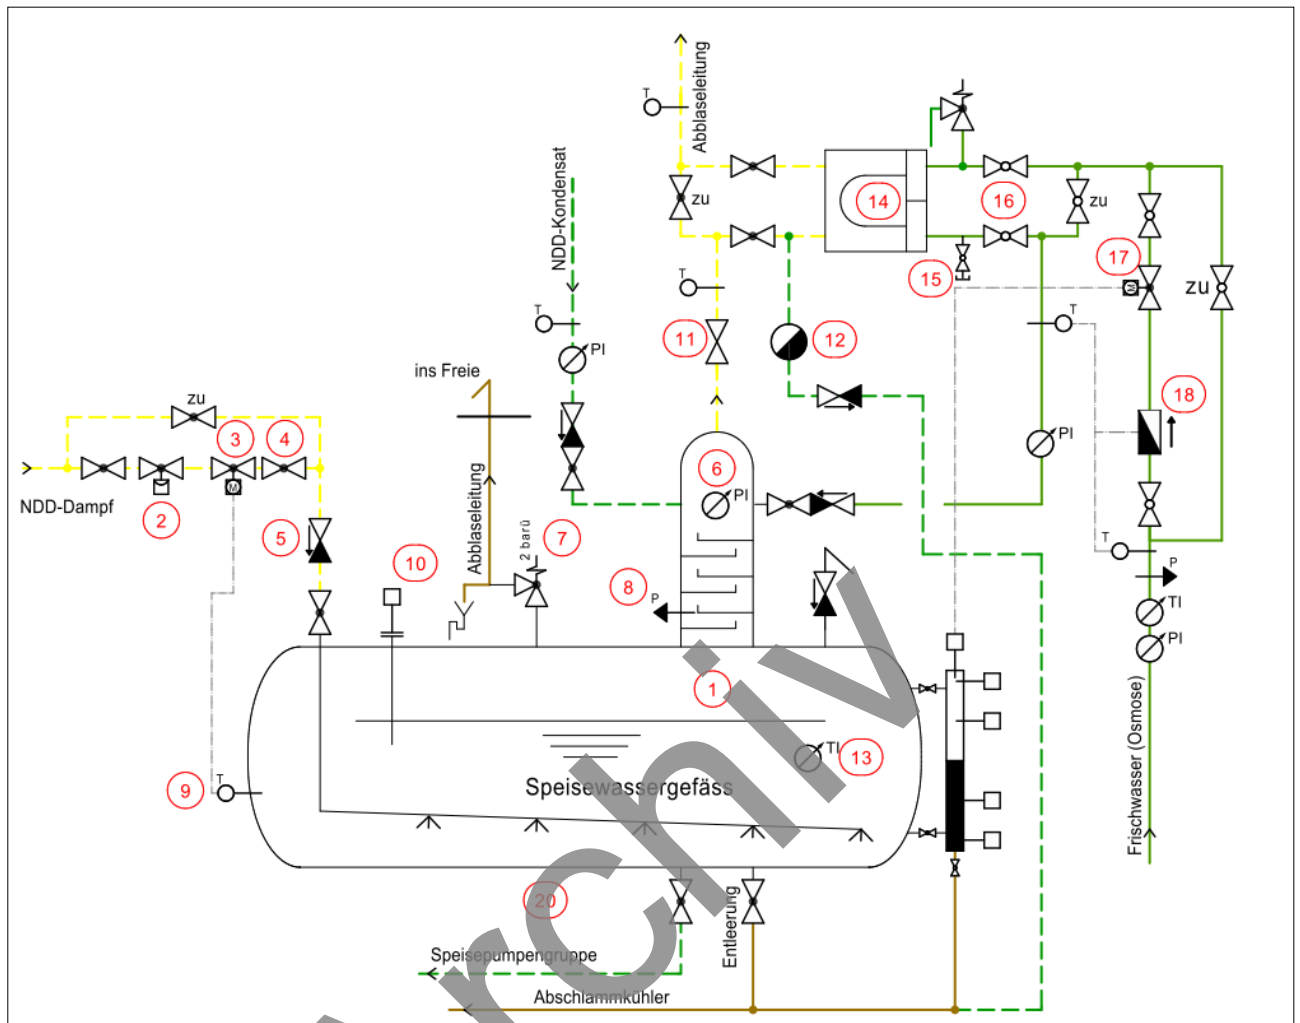 Abblaseleitung
T
14
zu
16
zu
NDD-Kondensat
15
17
M
zu
T
T
T
11
12
PI
ins Freie
zu
3
4
18
PI
6
PI
NDD-Dampf
M
2
5
Abblaseleitung
2 barü
7
10
T
P
8
P
TI
PI
1
TI
13
Speisewassergefäss
9
T
Frischwasser (Osmose)
20
Entleerung
Speisepumpengruppe
Abschlammkühler
Archiv